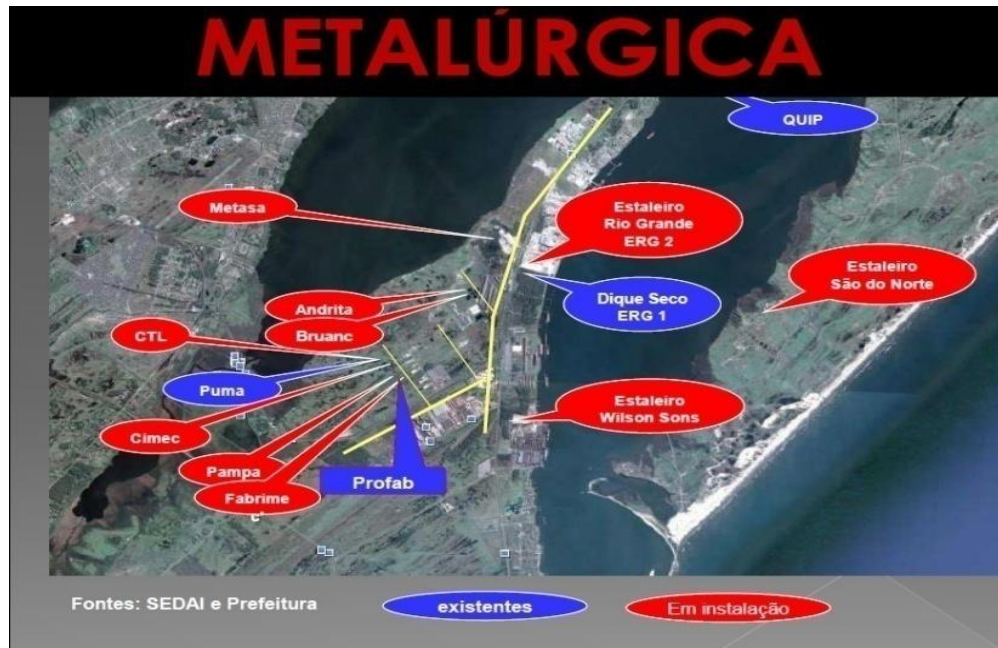 METALÚRGICA
QUIP
Metasa
Estaleiro
Rio Grande
ERG 2
Estaleiro
São do Norte
Dique Seco
ERG 1
Andrita
Bruanc
CTL
Puma
Cimec
Estaleiro
Wilson Sons
Pampa
Profab
Fabrime
Fontes: SEDAI e Prefeitura
existentes
Em instalação